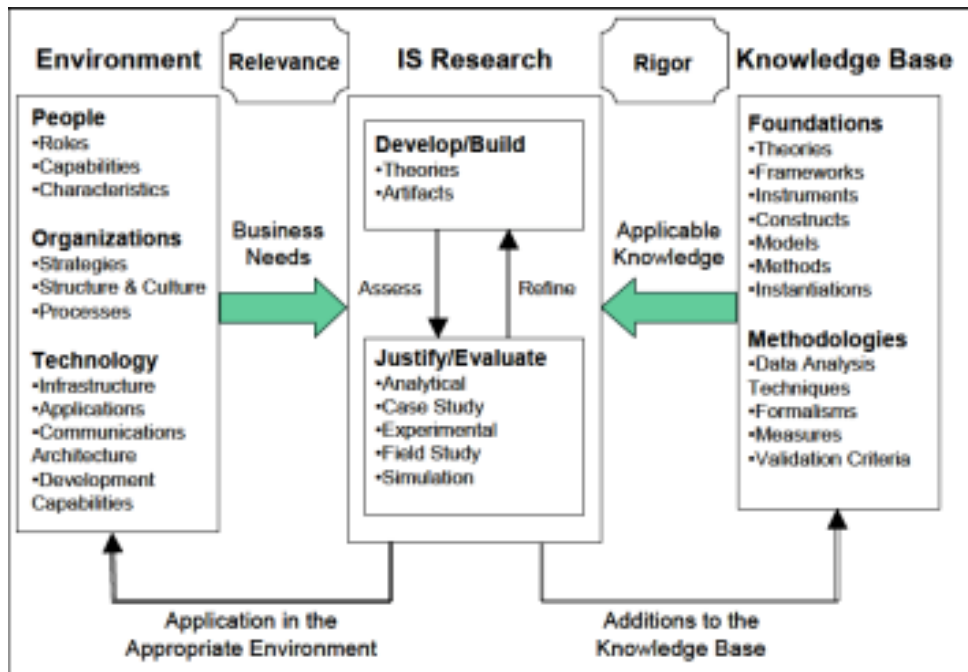 Environment
Relevance
IS Research
Rigor
Knowledge Base
People
•Roles
•Capabilities
•Characteristics
Organizations
•Strategies
•Structure & Culture
•Processes
Technology
•Infrastructure
•Applications
•Communications
Architecture
•Development
Capabilities
Business
Needs
Develop/Build
•Theories
•Artifacts
Assess
Refine
Justify/Evaluate
•Analytical
•Case Study
•Experimental
•Field Study
•Simulation
Applicable
Knowledge
Foundations
•Theories
•Frameworks
•Instruments
•Constructs
•Models
•Methods
•Instantiations
Methodologies
•Data Analysis
Techniques
•Formalisms
•Measures
•Validation Criteria
Application in the
Appropriate Environment
Additions to the
Knowledge Base